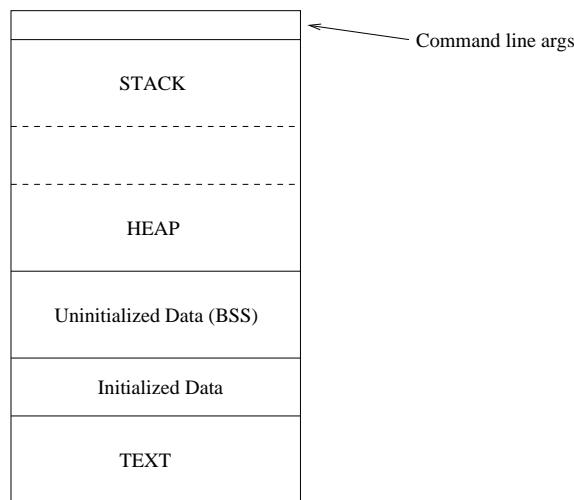 Command line args
STACK
HEAP
Uninitialized Data (BSS)
Initialized Data
TEXT